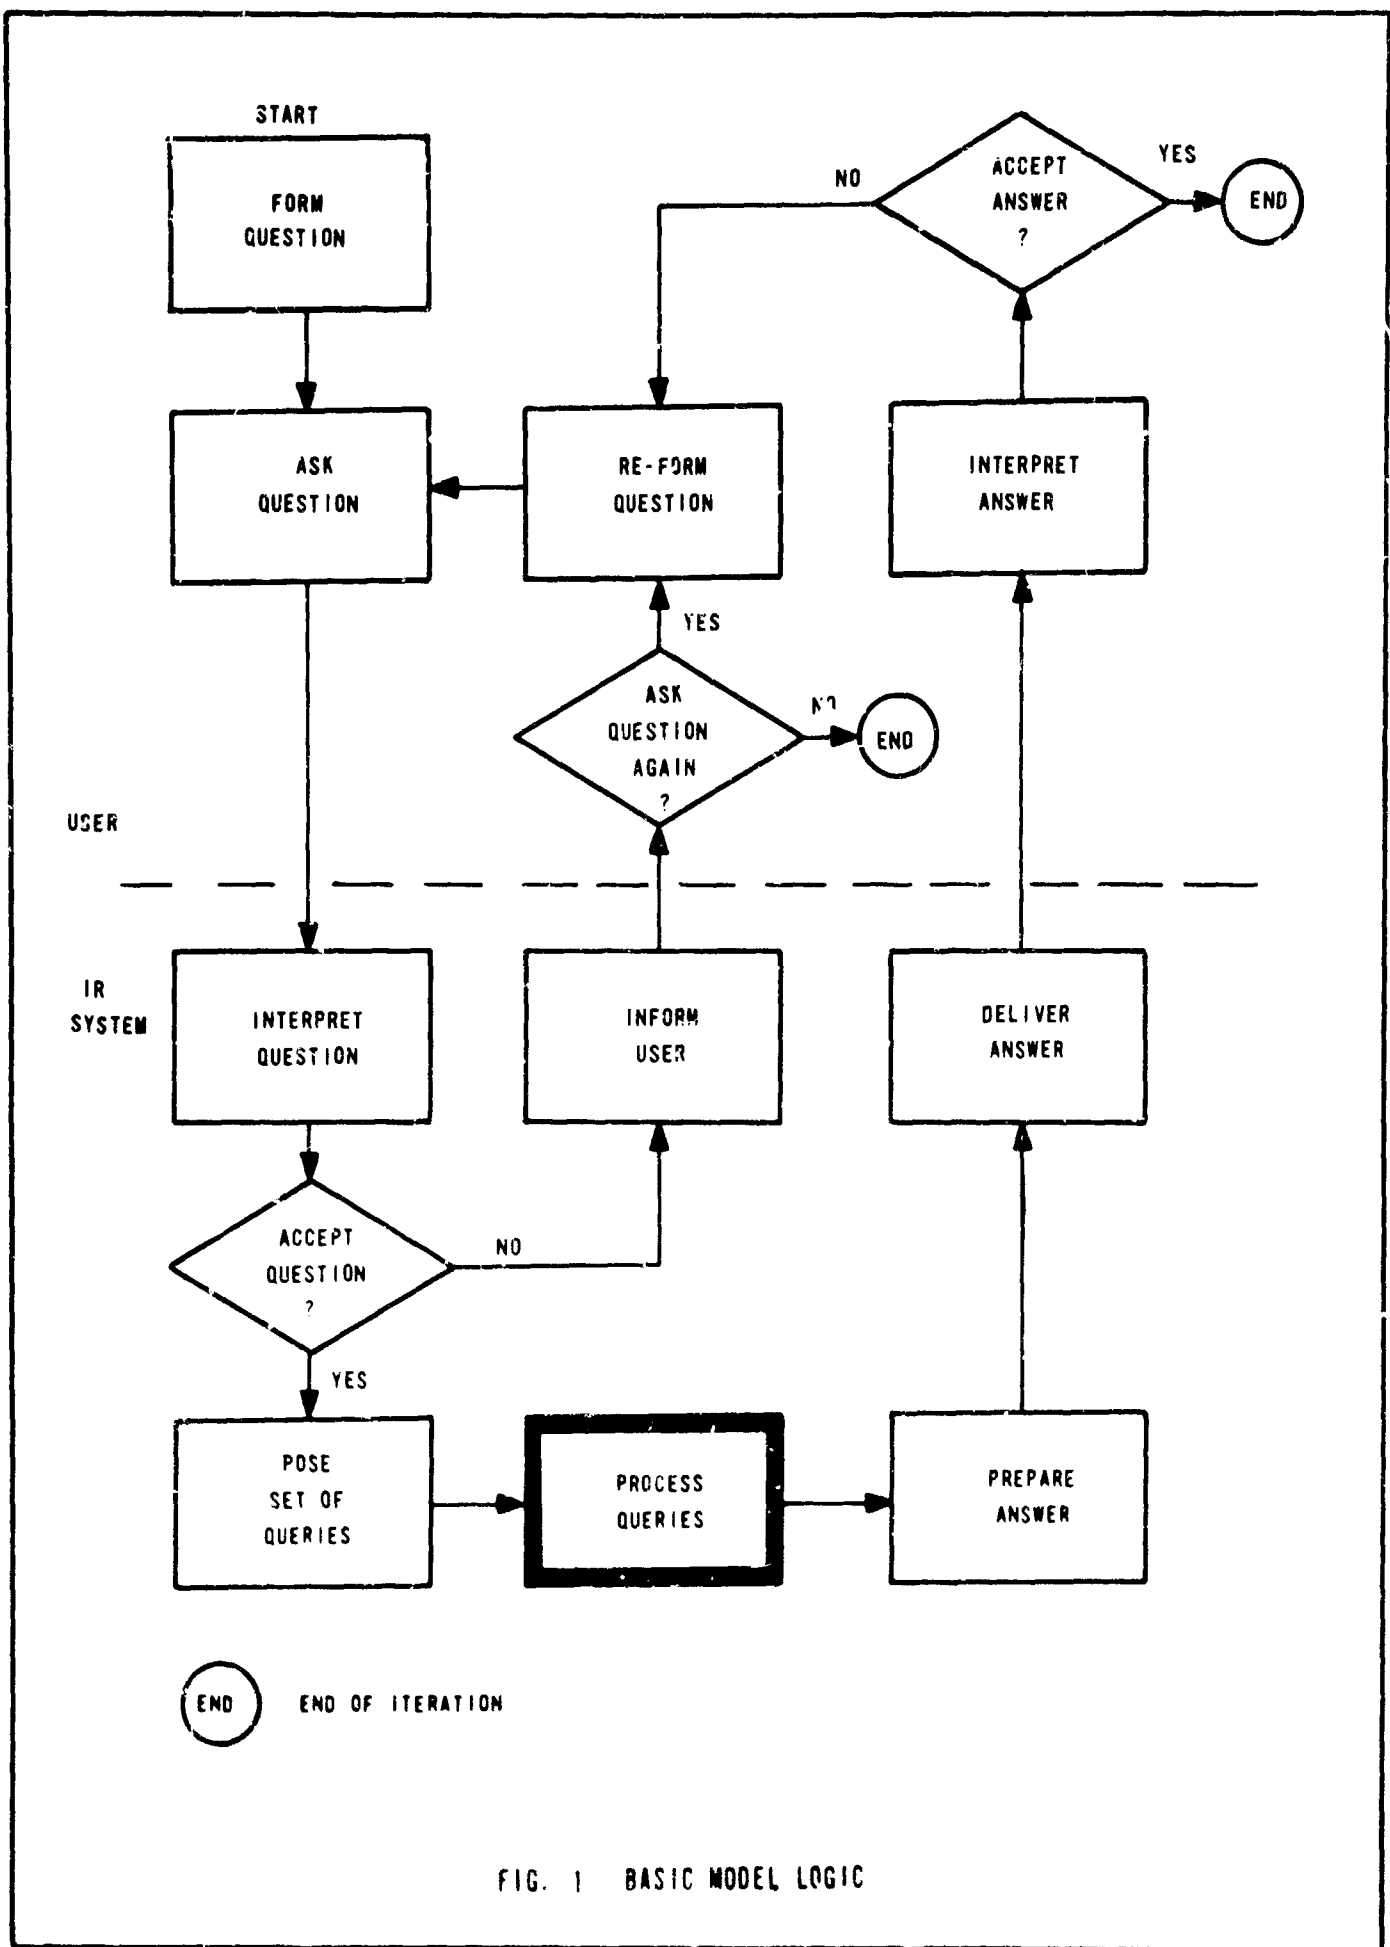 START
FORM
QUESTION
ACCEPT
ANSWER
?
NO
YES
END
ASK
QUESTION
RE-FORM
QUESTION
INTERPRET
ANSWER
YES
ASK
QUESTION
AGAIN
?
NO
END
USER
IR
SYSTEM
INTERPRET
QUESTION
INFORM
USER
DELIVER
ANSWER
ACCEPT
QUESTION
?
NO
YES
POSE
SET OF
QUERIES
PROCESS
QUERIES
PREPARE
ANSWER
END
END OF ITERATION
FIG. 1 BASIC MODEL LOGIC